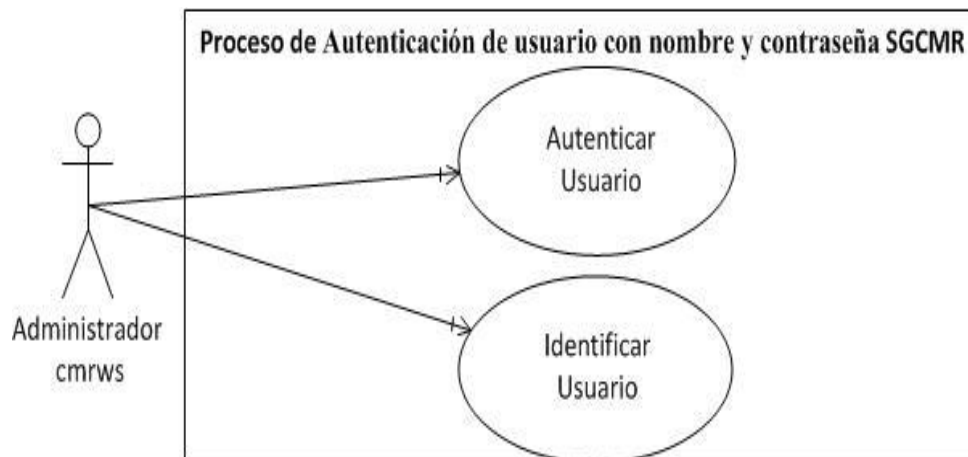 Proceso de Autenticación de usuario con nombre y contraseña SGCMR
Autenticar
Usuario
Administrador
cmrws
Identificar
Usuario